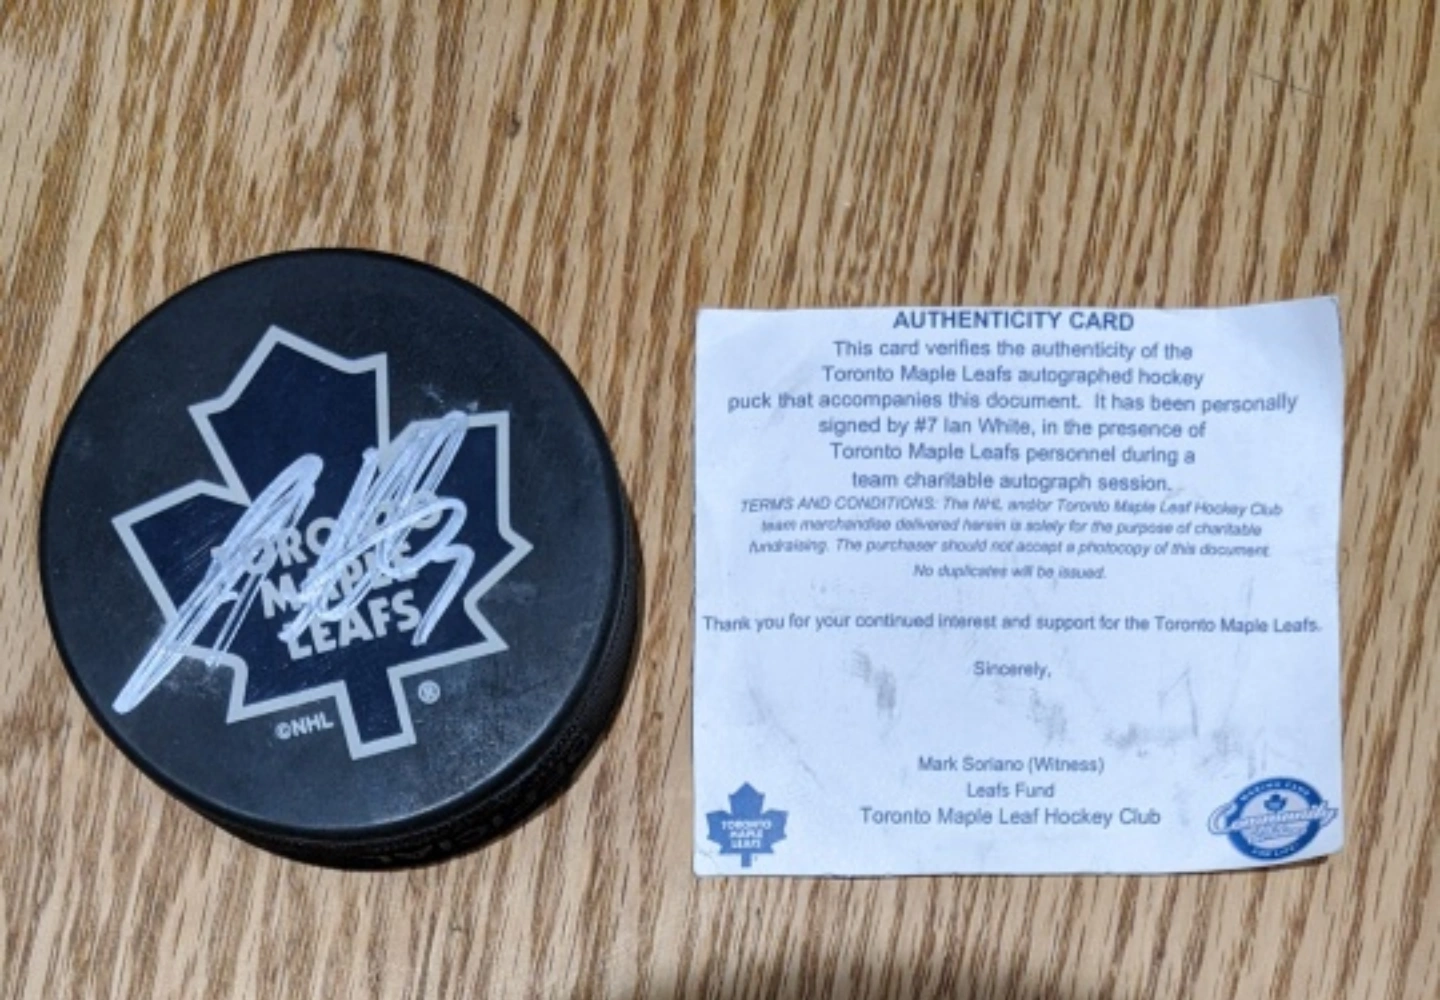 TORONTO
MAPLE
LEAFS
®
©NHL
AUTHENTICITY CARD
This card verifies the authenticity of the
Toronto Maple Leafs autographed hockey
puck that accompanies this document. It has been personally
signed by #7 Ian White, in the presence of
Toronto Maple Leafs personnel during a
team charitable autograph session.
TERMS AND CONDITIONS: The NHL and/or Toronto Maple Leaf Hockey Club
team merchandise delivered herein is solely for the purpose of charitable
fundraising. The purchaser should not accept a photocopy of this document.
No duplicates will be issued.
Thank you for your continued interest and support for the Toronto Maple Leafs.
Sincerely,
Mark Soriano (Witness)
Leafs Fund
Toronto Maple Leaf Hockey Club
TORONTO
MAPLE
LEAFS
Community